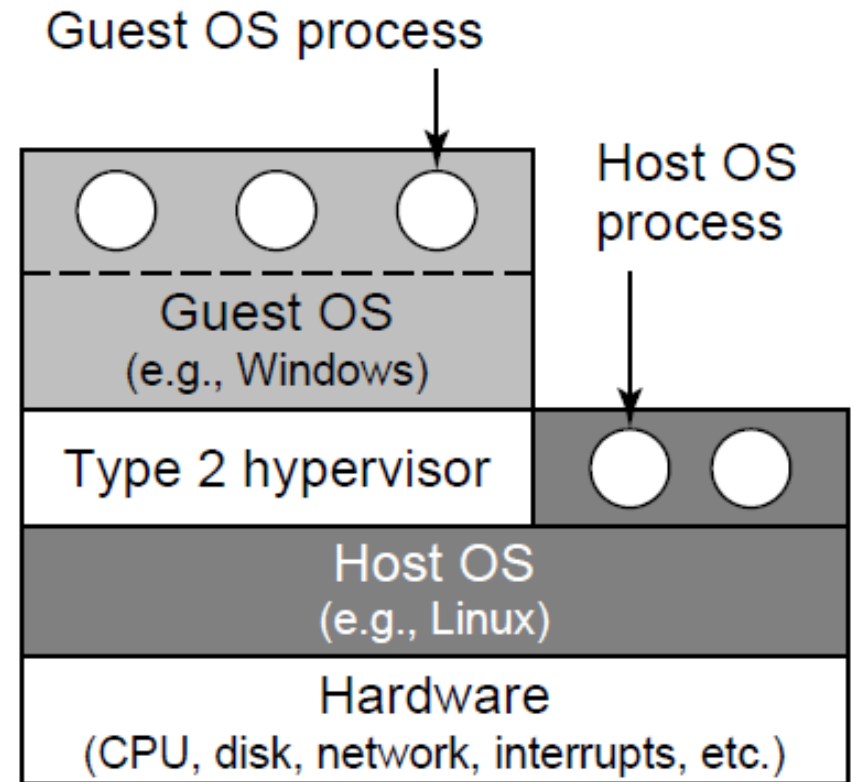 Guest OS process
Host OS
process
Guest OS
(e.g., Windows)
Type 2 hypervisor
Host OS
(e.g., Linux)
Hardware
(CPU, disk, network, interrupts, etc.)